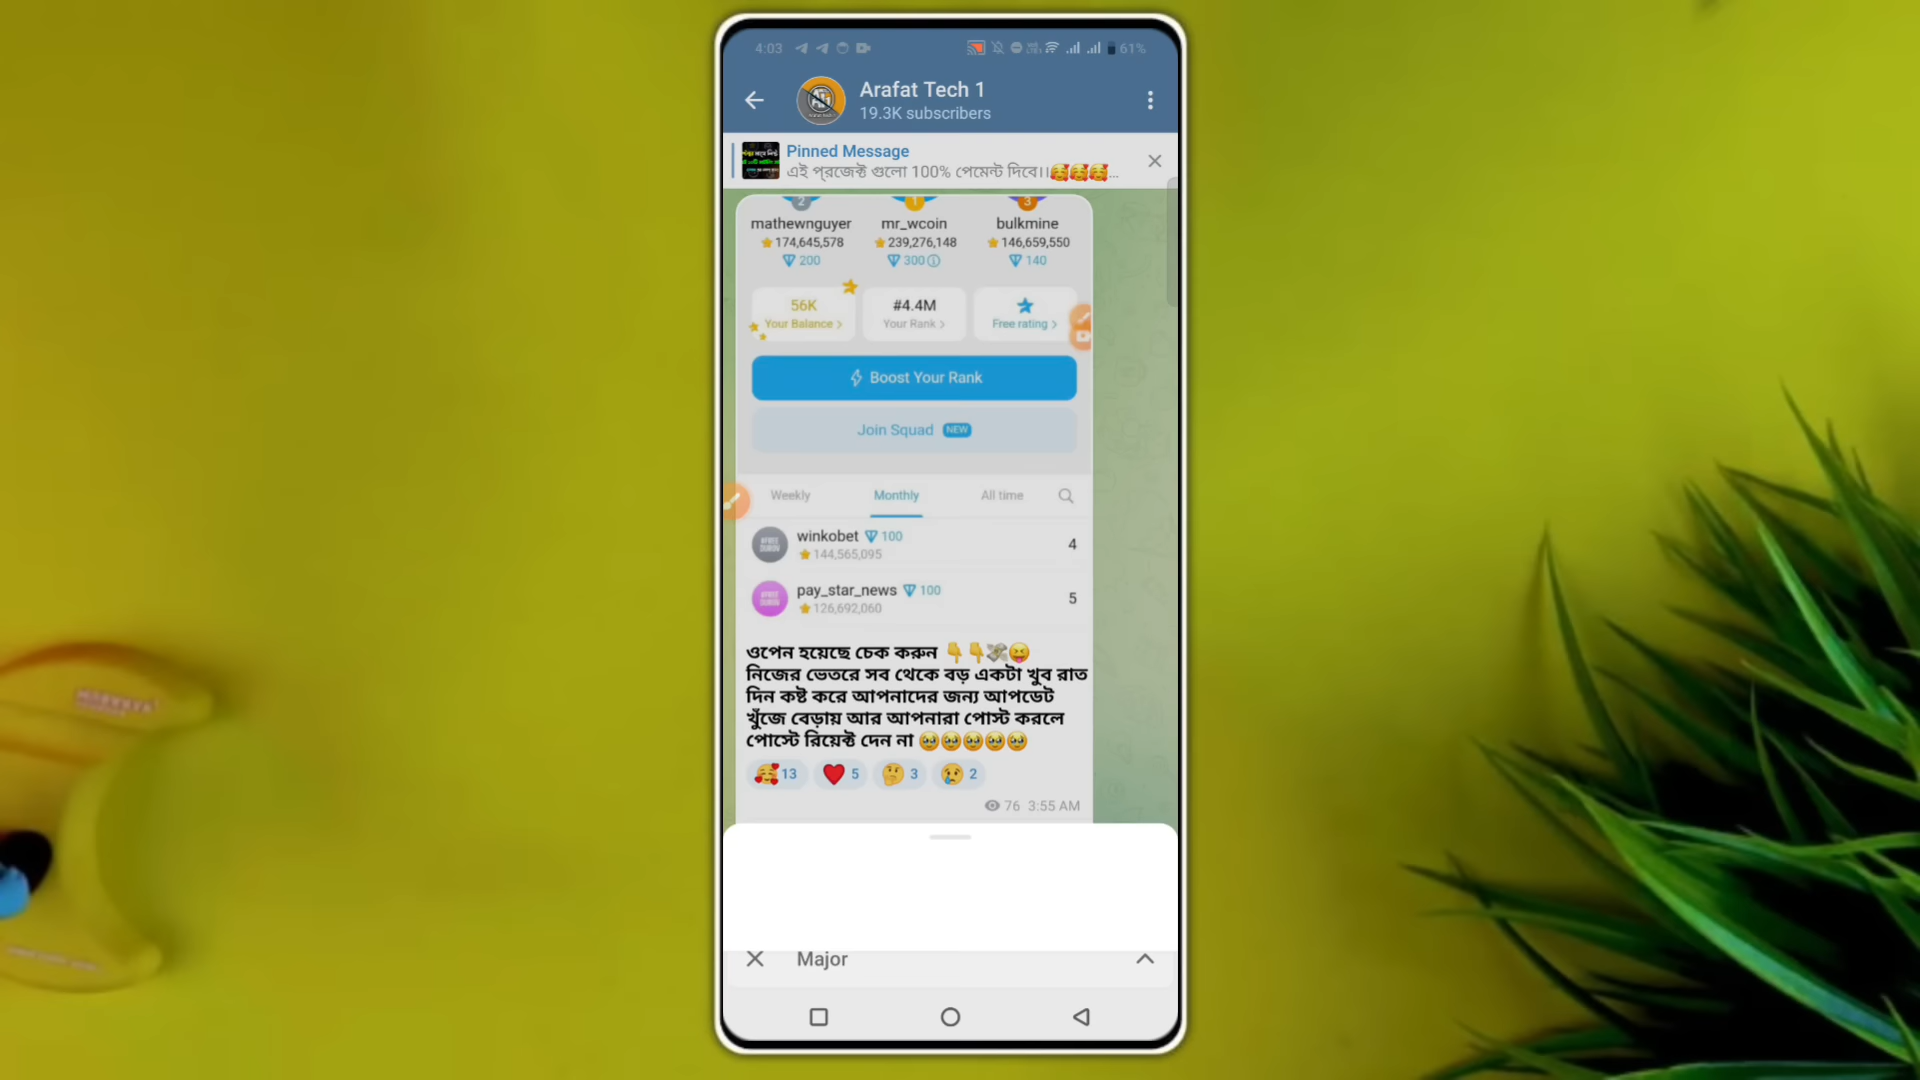 4:03
61%
Arafat Tech 1
19.3K subscribers
Pinned Message
এই প্রজেক্ট গুলো 100% পেমেন্ট দিবে।।🥰🥰🥰...
2 1 3
mathewnguyer mr_wcoin bulkmine
174,645,578 239,276,148 146,659,550
200 300 140
56K #4.4M
Your Balance > Your Rank > Free rating >
Boost Your Rank
Join Squad NEW
Weekly Monthly All time
winkobet 100
144,565,095
4
pay_star_news 100
126,692,060
5
ওপেন হয়েছে চেক করুন 👇👇💸😝
নিজের ভেতরে সব থেকে বড় একটা খুব রাত
দিন কষ্ট করে আপনাদের জন্য আপডেট
খুঁজে বেড়ায় আর আপনারা পোস্ট করলে
পোস্টে রিয়েক্ট দেন না 🥹🥹🥹🥹🥹
🥰 13 ❤️ 5 🤔 3 😢 2
76 3:55 AM
Major